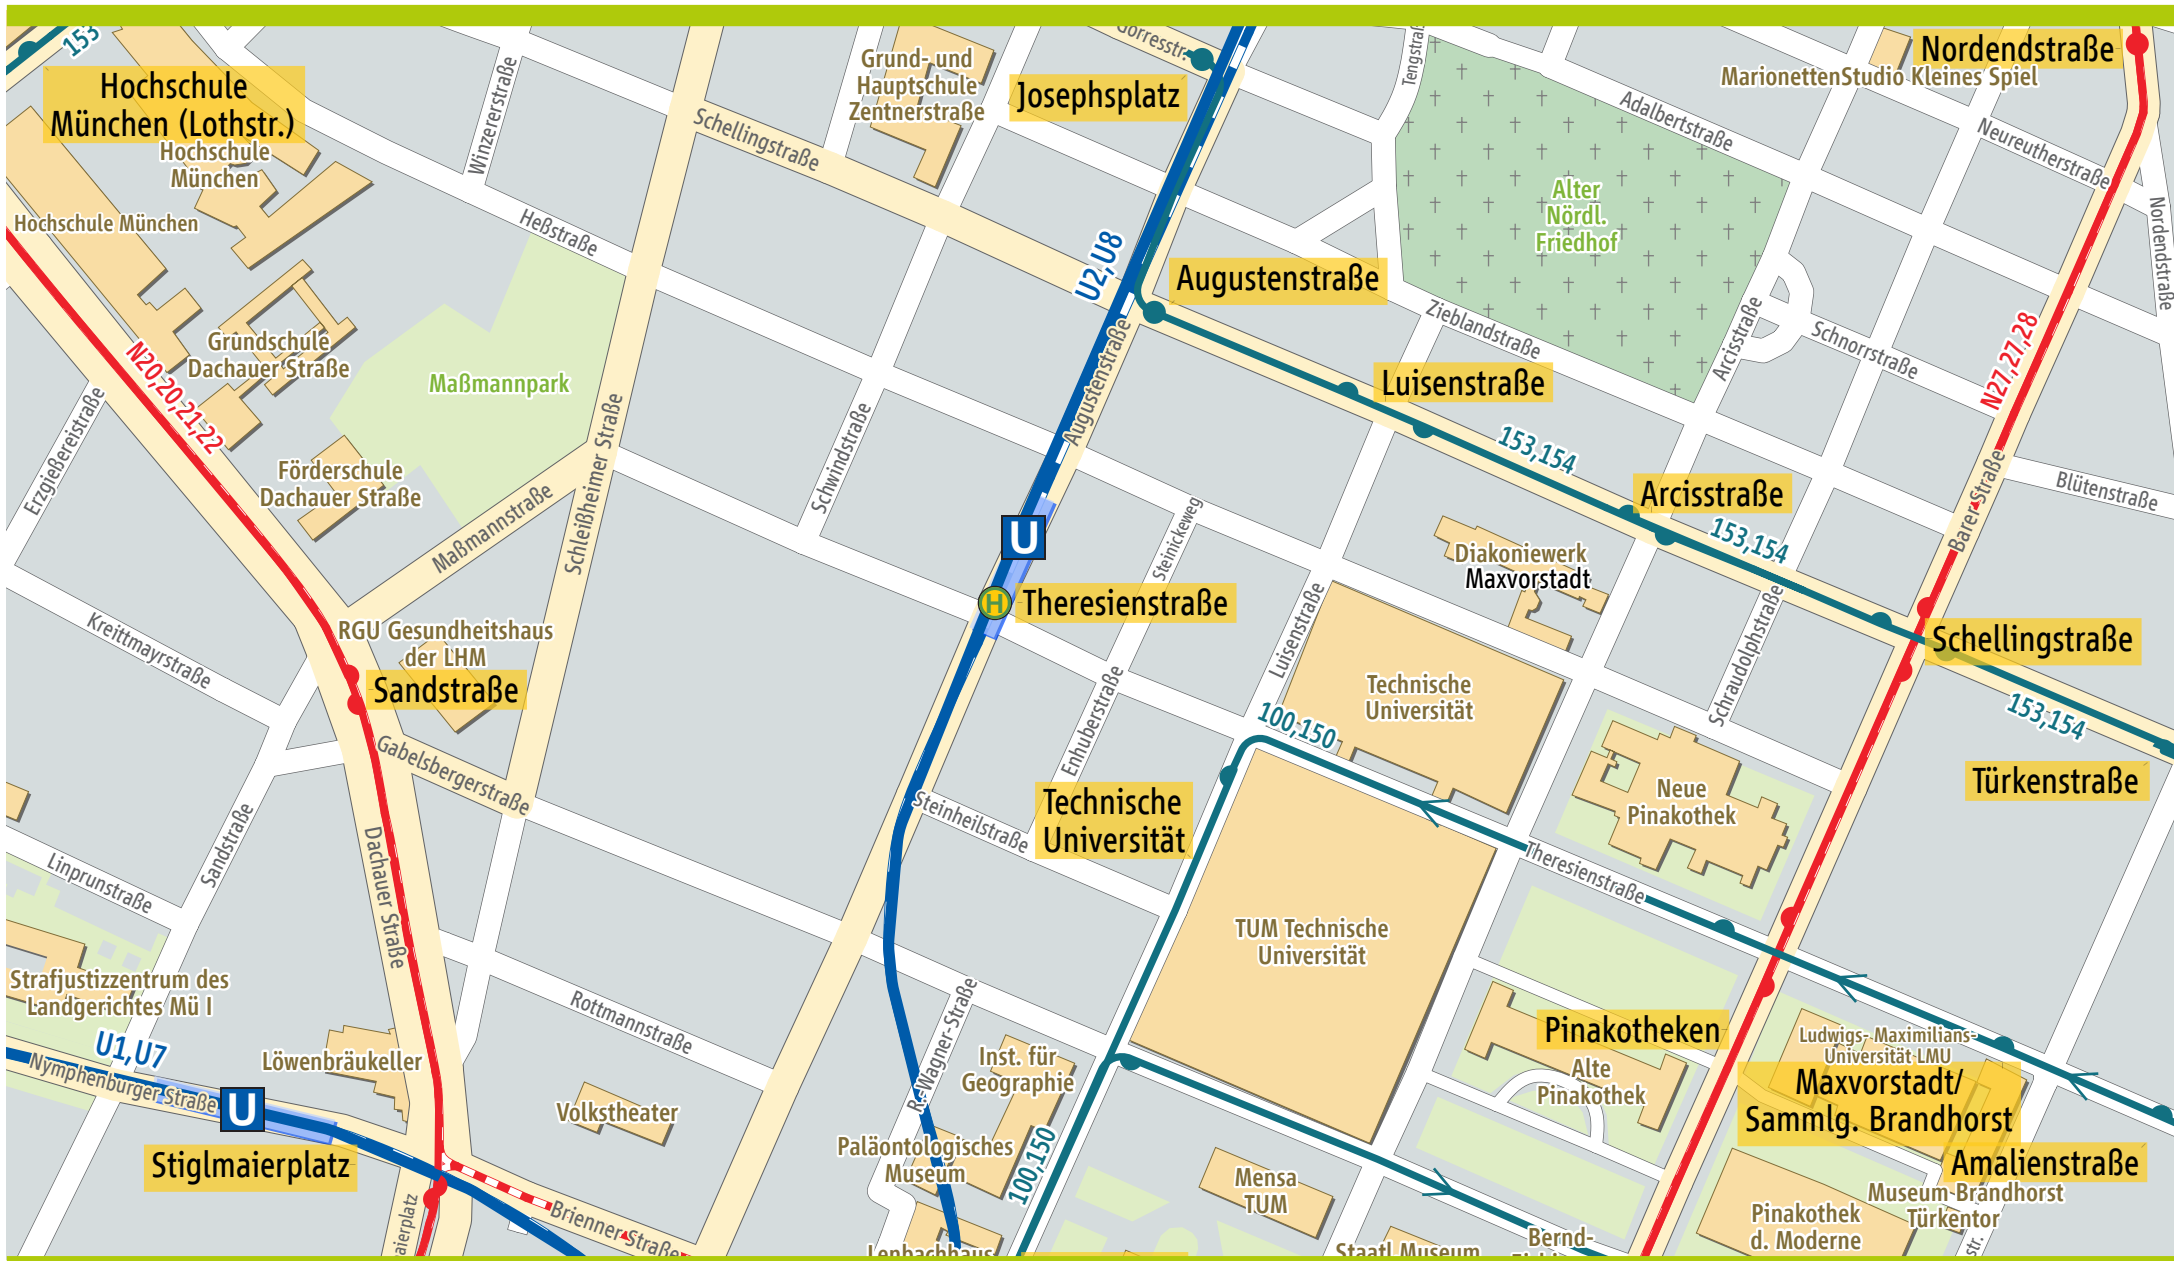 153
Hochschule
München (Lothstr.)
Hochschule
München
Hochschule München
Winzererstraße
Schellingstraße
Grund- und
Hauptschule
Zentnerstraße
Görresstr.
Josephsplatz
Nordendstraße
MarionettenStudio Kleines Spiel
Adalbertstraße
Neureutherstraße
Nordendstraße
Alter
Nördl.
Friedhof
Heßstraße
U2,U8
Augustenstraße
Zieblandstraße
Arcisstraße
Schnorrstraße
N27,27,28
Grundschule
Dachauer Straße
N20,20,21,22
Maßmannpark
Luisenstraße
Augustenstraße
Schwindstraße
Erzgießereistraße
Förderschule
Dachauer Straße
Maßmannstraße
Schleißheimer Straße
153,154
Arcisstraße
153,154
Barer Straße
Blütenstraße
U
Steinickeweg
Diakoniewerk
Maxvorstadt
H
Theresienstraße
Luisenstraße
Schraudolphstraße
Schellingstraße
153,154
Kreittmayrstraße
RGU Gesundheitshaus
der LHM
Sandstraße
Gabelsbergerstraße
Enhuberstraße
Technische
Universität
100,150
Türkenstraße
Neue
Pinakothek
Steinheilstraße
Technische
Universität
Theresienstraße
Linprunstraße
Sandstraße
Dachauer Straße
TUM Technische
Universität
Strafjustizzentrum des
Landgerichtes Mü I
Rottmannstraße
R.-Wagner-Straße
Pinakotheken
Ludwigs- Maximilians-
Universität LMU
U1,U7
Nymphenburger Straße
U
Löwenbräukeller
Inst. für
Geographie
Alte
Pinakothek
Maxvorstadt/
Sammlg. Brandhorst
Volkstheater
Stiglmaierplatz
Paläontologisches
Museum
100,150
Mensa
TUM
Amalienstraße
Museum Brandhorst
Türkentor
Pinakothek
d. Moderne
Brienner Straße
Lenbachhaus
Staatl.Museum
Bernd-